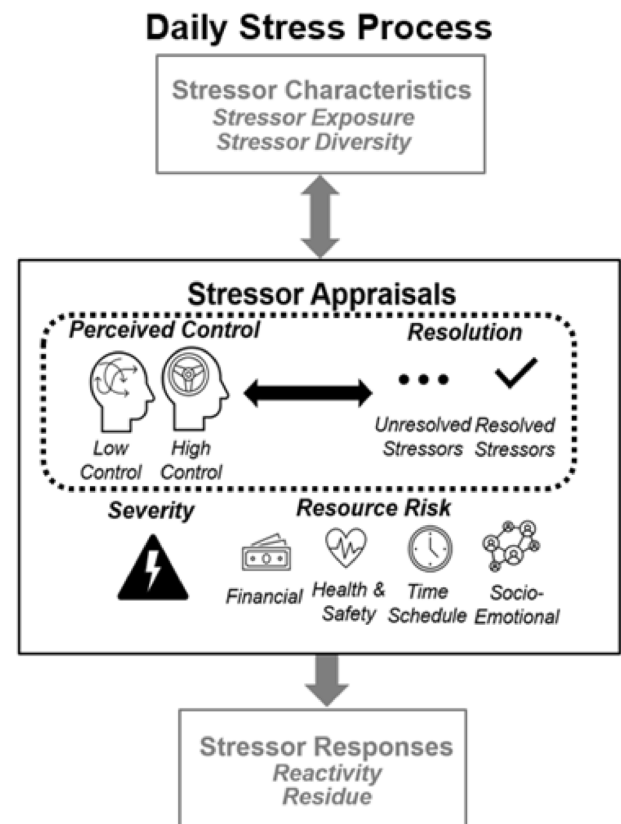 Daily Stress Process
Stressor Characteristics
Stressor Exposure
Stressor Diversity
Stressor Appraisals
Perceived Control
Resolution
Low
Control
High
Control
Unresolved
Stressors
Resolved
Stressors
Severity
Resource Risk
Financial
Health &
Safety
Time
Schedule
Socio-
Emotional
Stressor Responses
Reactivity
Residue